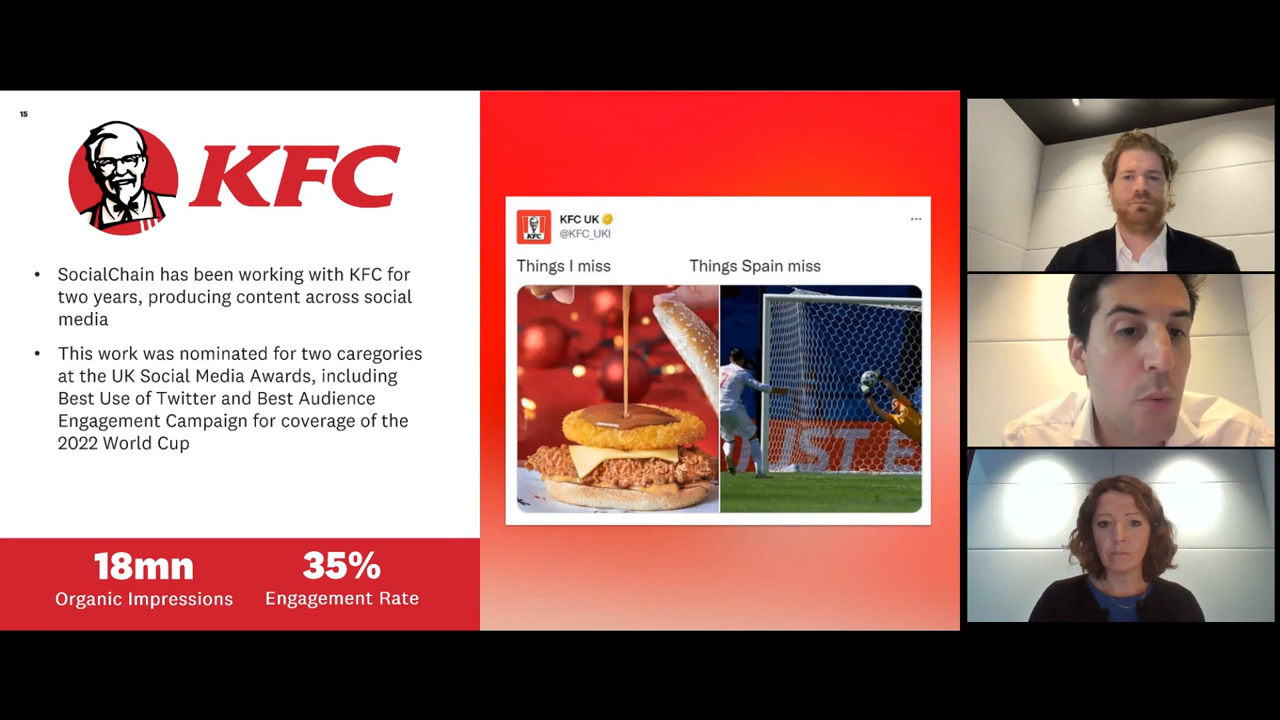 15
KFC
• SocialChain has been working with KFC for
two years, producing content across social
media
• This work was nominated for two caregories
at the UK Social Media Awards, including
Best Use of Twitter and Best Audience
Engagement Campaign for coverage of the
2022 World Cup
18mn
Organic Impressions
35%
Engagement Rate
KFC UK
@KFC_UKI
KFC
Things I miss
Things Spain miss
UST E